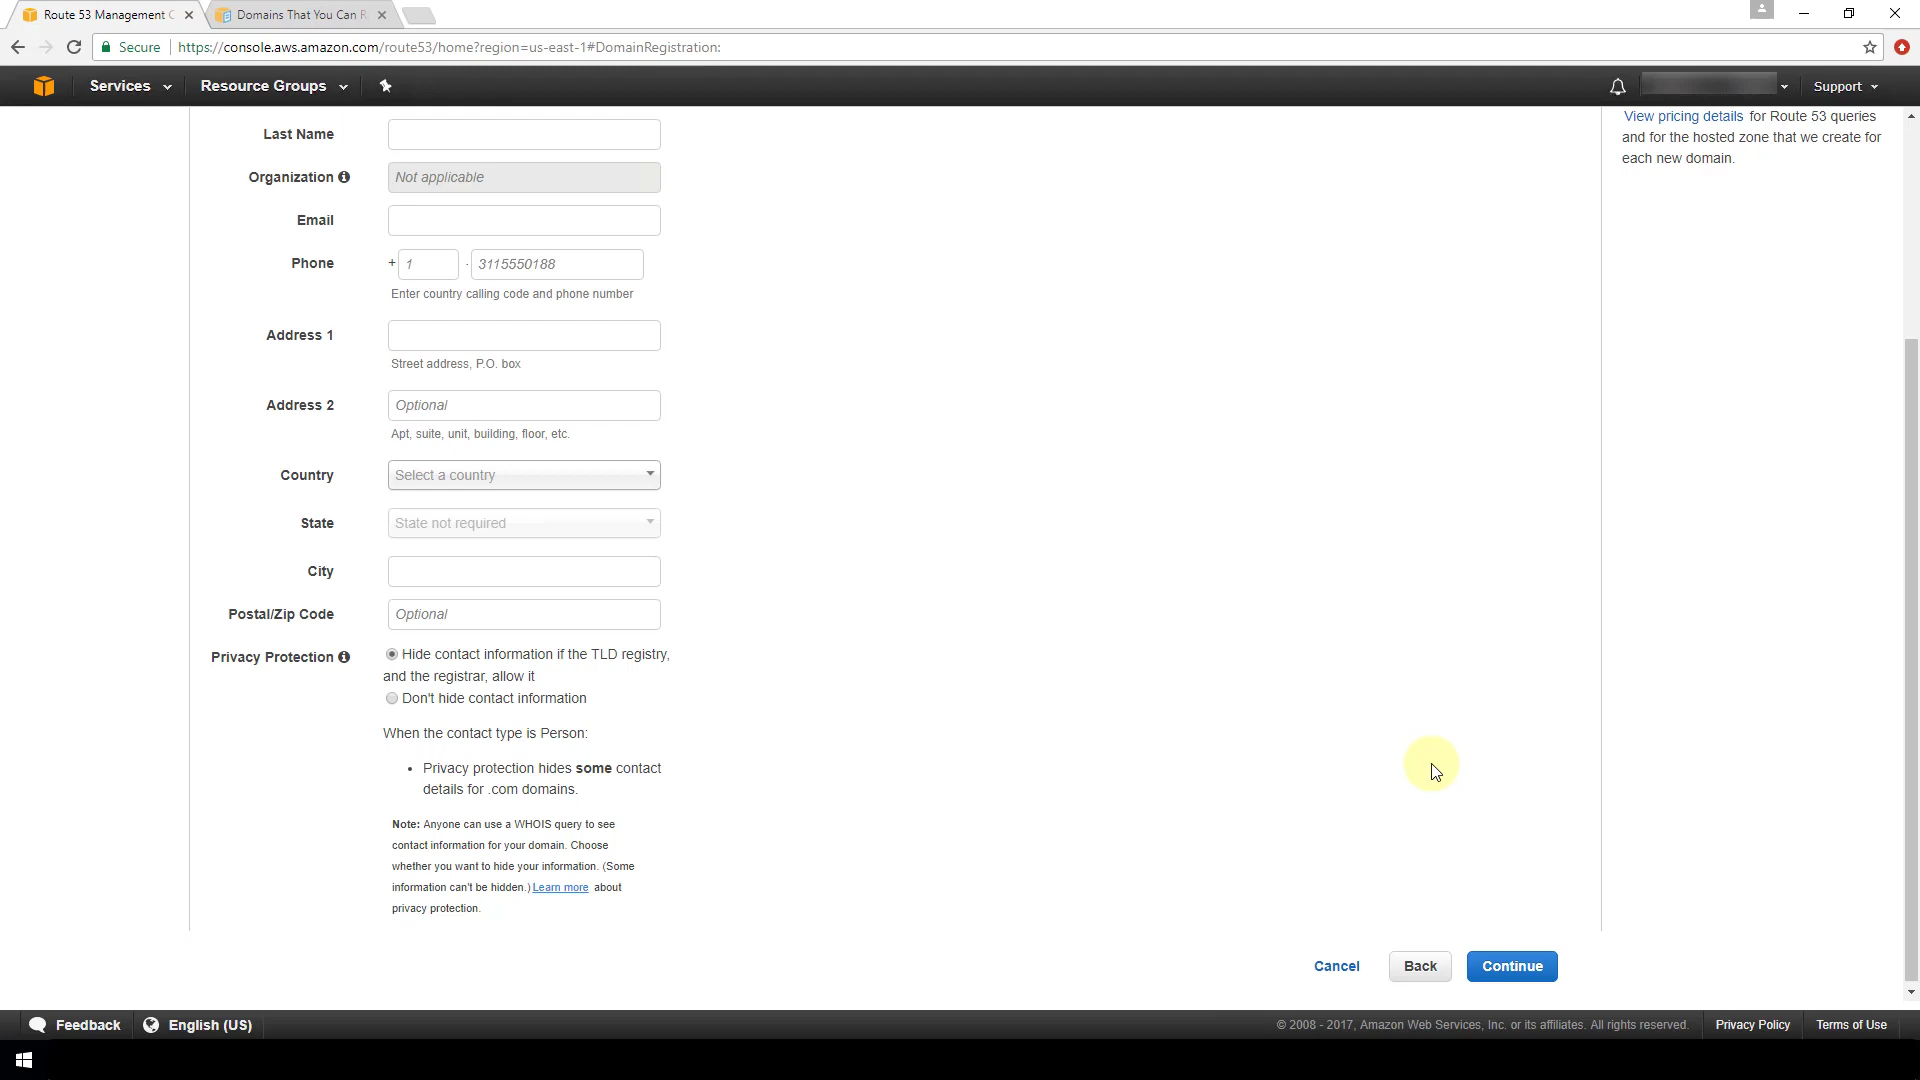 Route 53 Management C
Domains That You Can R
Secure
https://console.aws.amazon.com/route53/home?region=us-east-1#DomainRegistration:
Services
Resource Groups
Support
View pricing details for Route 53 queries
and for the hosted zone that we create for
each new domain.
Last Name
Organization
Not applicable
Email
Phone
+ 1 . 3115550188
Enter country calling code and phone number
Address 1
Street address, P.O. box
Address 2
Optional
Apt, suite, unit, building, floor, etc.
Country
Select a country
State
State not required
City
Postal/Zip Code
Optional
Privacy Protection
Hide contact information if the TLD registry,
and the registrar, allow it
Don't hide contact information
When the contact type is Person:
• Privacy protection hides some contact
details for .com domains.
Note: Anyone can use a WHOIS query to see
contact information for your domain. Choose
whether you want to hide your information. (Some
information can't be hidden.) Learn more about
privacy protection.
Cancel
Back
Continue
Feedback
English (US)
© 2008 - 2017, Amazon Web Services, Inc. or its affiliates. All rights reserved.
Privacy Policy
Terms of Use